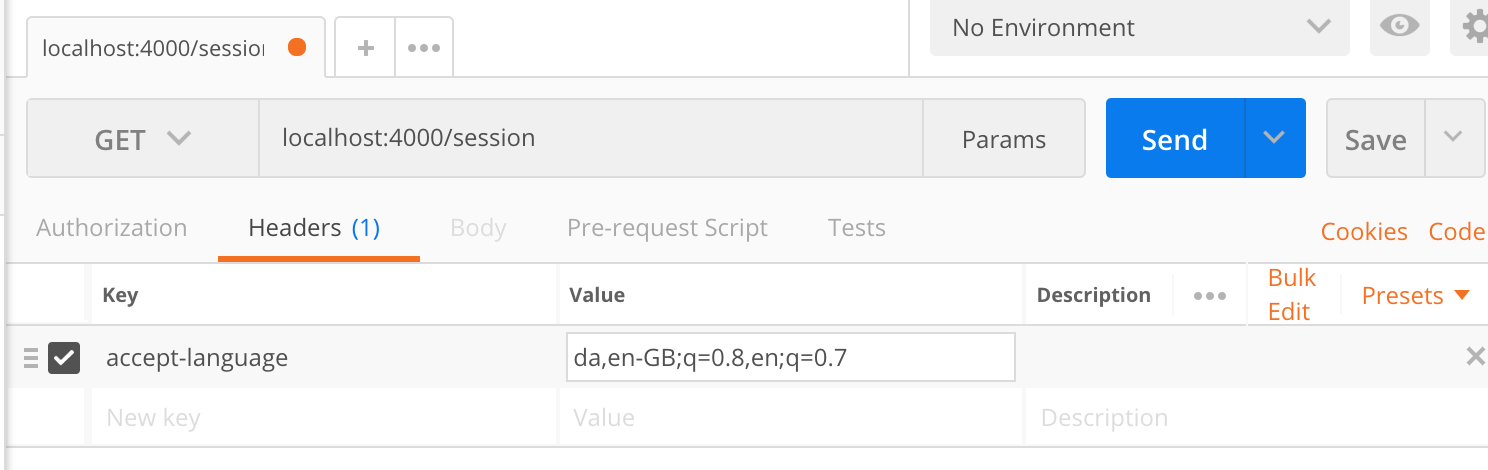 localhost:4000/session
No Environment
GET
localhost:4000/session
Params
Send
Save
Authorization
Headers (1)
Body
Pre-request Script
Tests
Cookies
Code
Key
Value
Description
Bulk
Edit
Presets
accept-language
da,en-GB;q=0.8,en;q=0.7
New key
Value
Description